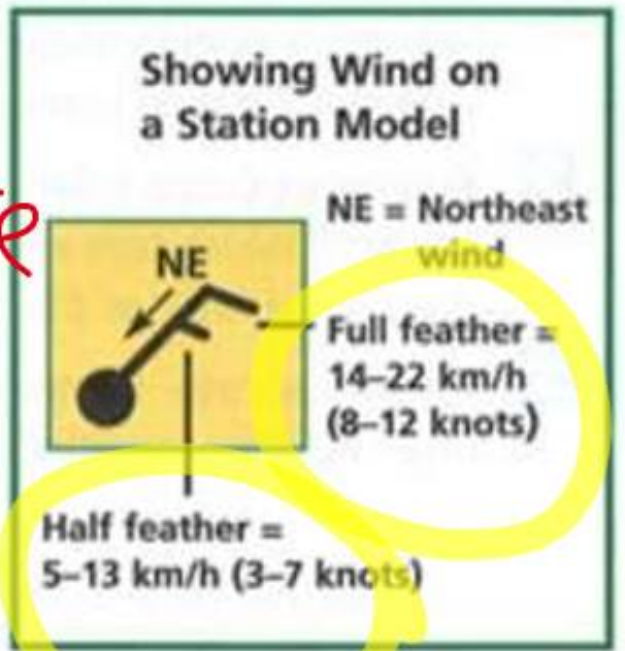 Showing Wind on
a Station Model
NE = Northeast
wind
NE
Full feather =
14–22 km/h
(8–12 knots)
Half feather =
5–13 km/h (3–7 knots)